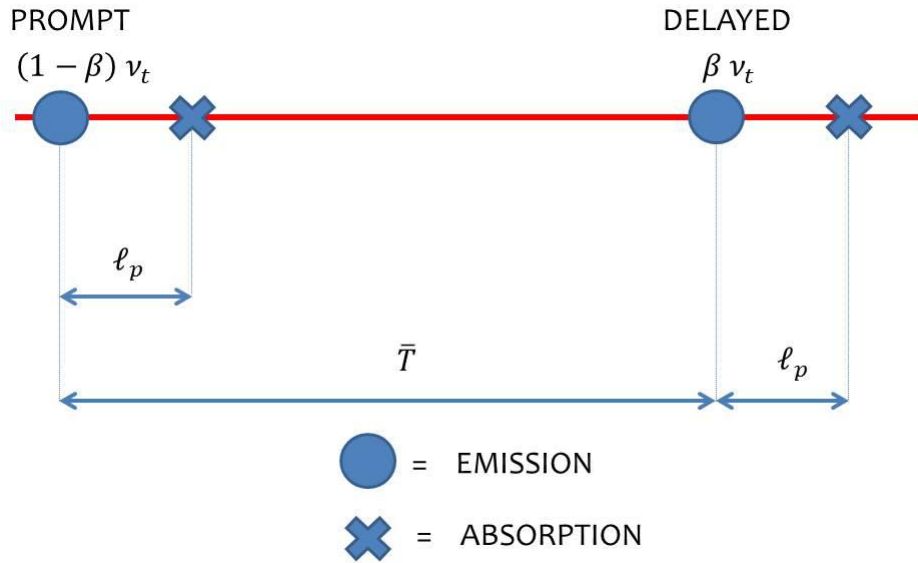 PROMPT
(1 − β) ν_t
DELAYED
β ν_t
ℓ_p
T̄
ℓ_p
= EMISSION
= ABSORPTION